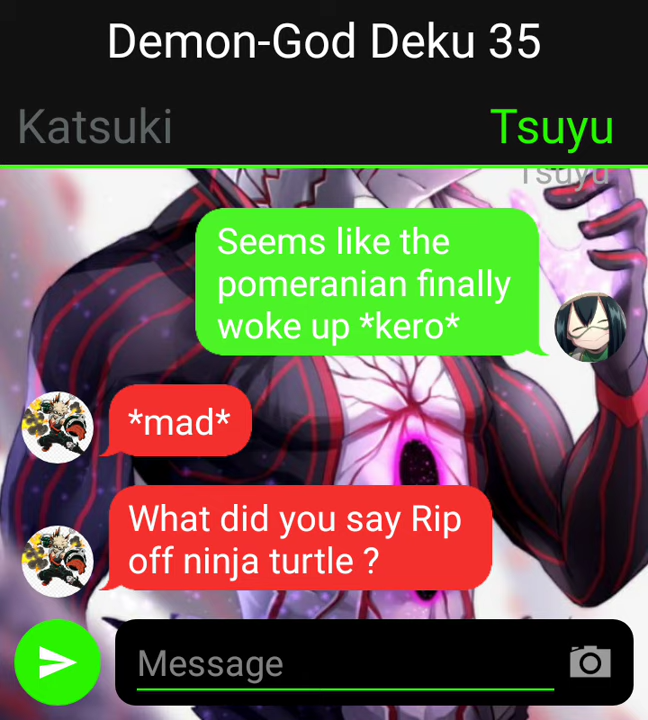 Demon-God Deku 35
Katsuki
Tsuyu
Tsuyu
Seems like the
pomeranian finally
woke up *kero*
*mad*
What did you say Rip
off ninja turtle ?
Message